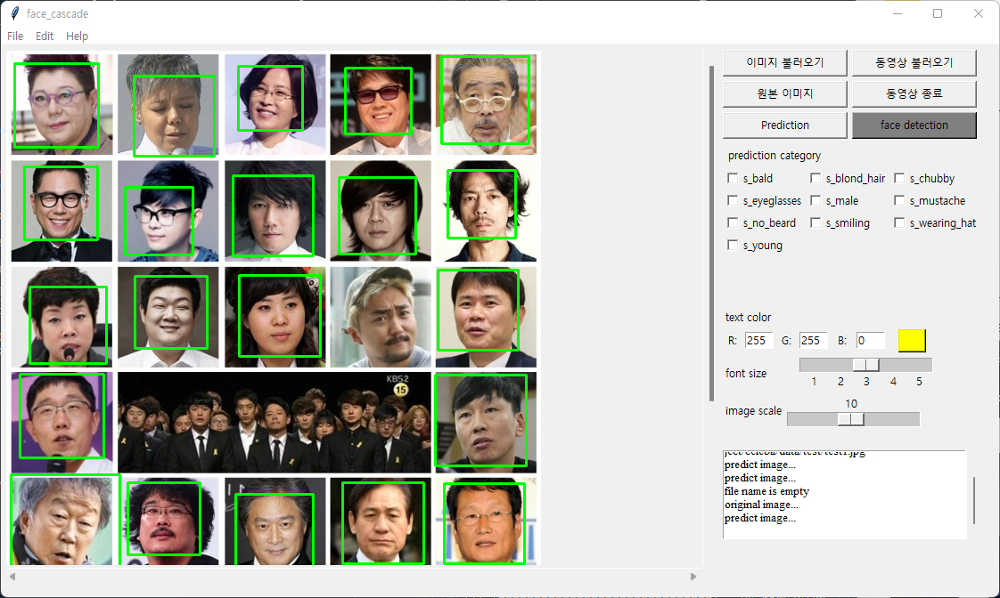 face_cascade
File Edit Help
이미지 불러오기 동영상 불러오기
원본 이미지 동영상 종료
Prediction face detection
prediction category
s_bald s_blond_hair s_chubby
s_eyeglasses s_male s_mustache
s_no_beard s_smiling s_wearing_hat
s_young
text color
R: 255 G: 255 B: 0
font size
1 2 3 4 5
10
image scale
ject/celeba/data/test/test1.jpg
predict image...
predict image...
file name is empty
original image...
predict image...
KBS2
15